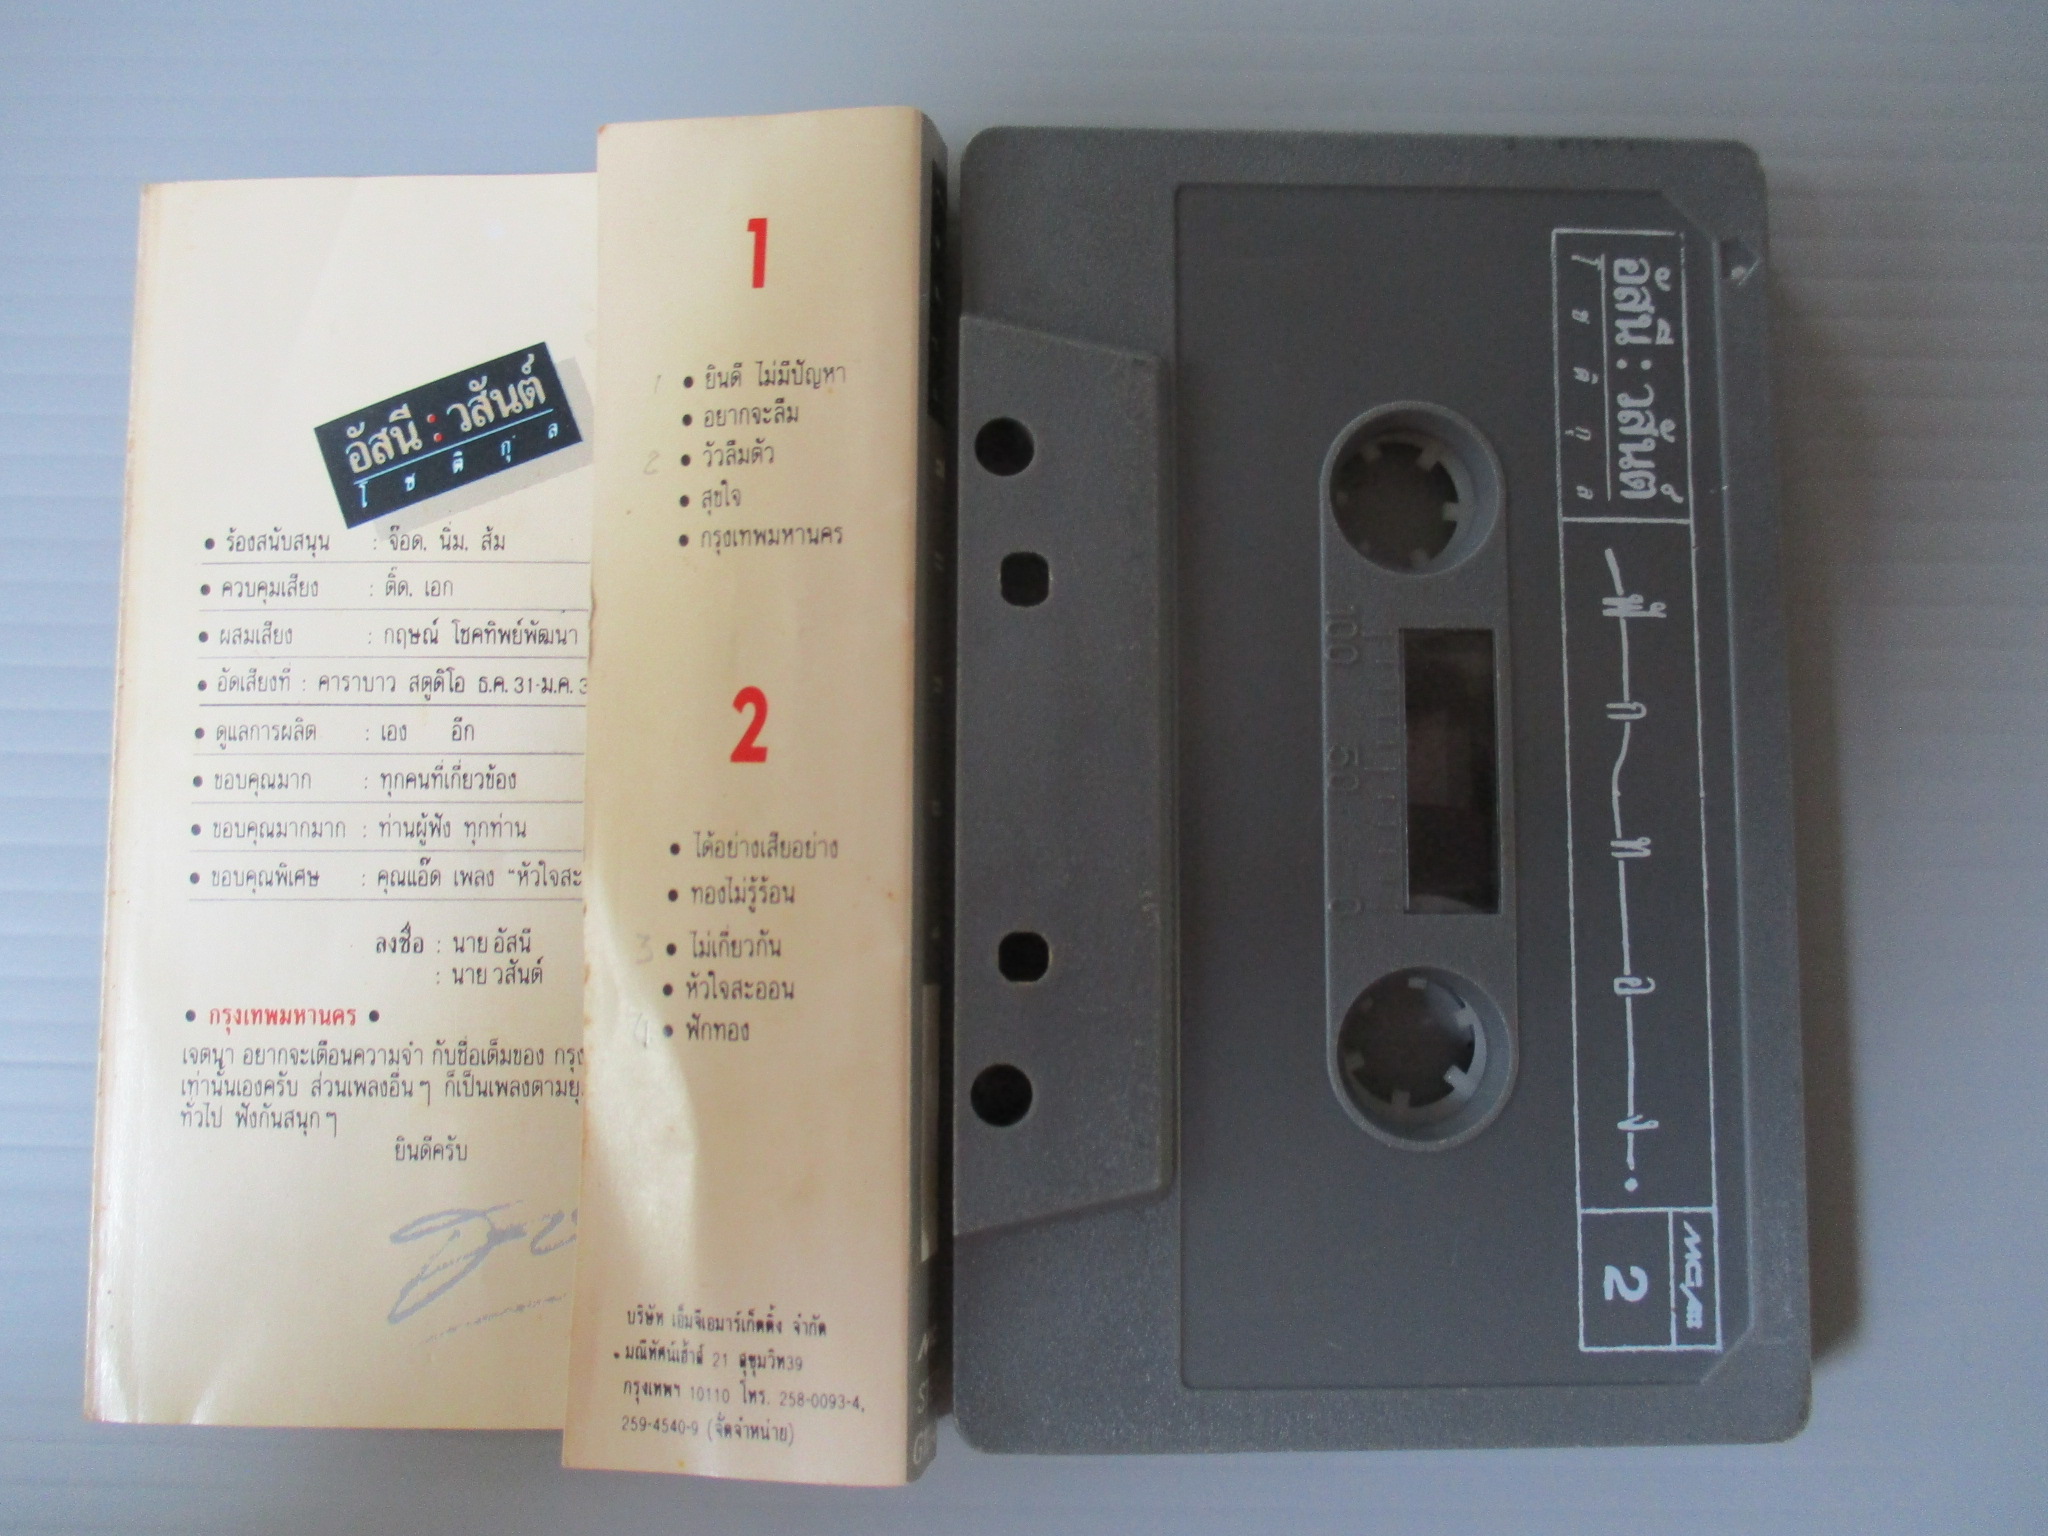 อัสนี : วสันต์
โชติกุล
• ร้องสนับสนุน : จ๊อด, นิ่ม, ส้ม
• ควบคุมเสียง : ติ๊ด, เอก
• ผสมเสียง : กฤษณ์ โชคทิพย์พัฒนา
• อัดเสียงที่ : คาราบาว สตูดิโอ ธ.ค. 31-ม.ค. 3
• ดูแลการผลิต : เอง อี๊ก
• ขอบคุณมาก : ทุกคนที่เกี่ยวข้อง
• ขอบคุณมากมาก : ท่านผู้ฟัง ทุกท่าน
• ขอบคุณพิเศษ : คุณแอ๊ด เพลง "หัวใจสะ
ลงชื่อ : นาย อัสนี
: นาย วสันต์
• กรุงเทพมหานคร •
เจตนา อยากจะเตือนความจำ กับชื่อเต็มของ กรุง
เท่านั้นเองครับ ส่วนเพลงอื่น ๆ ก็เป็นเพลงตามยุ
ทั่วไป ฟังกันสนุก ๆ
ยินดีครับ
1
1 • ยินดี ไม่มีปัญหา
• อยากจะลืม
2 • วัวลืมตัว
• สุขใจ
• กรุงเทพมหานคร
2
• ได้อย่างเสียอย่าง
• ทองไม่รู้ร้อน
3 • ไม่เกี่ยวกัน
• หัวใจสะออน
4 • ฟักทอง
บริษัท เอ็มจีเอมาร์เก็ตติ้ง จำกัด
• มณีทัศน์เฮ้าส์ 21 สุขุมวิท39
กรุงเทพฯ 10110 โทร. 258-0093-4,
259-4540-9 (จัดจำหน่าย)
100 50 0
อัสนี : วสันต์
โชติกุล
ฟักทอง
MGA
2